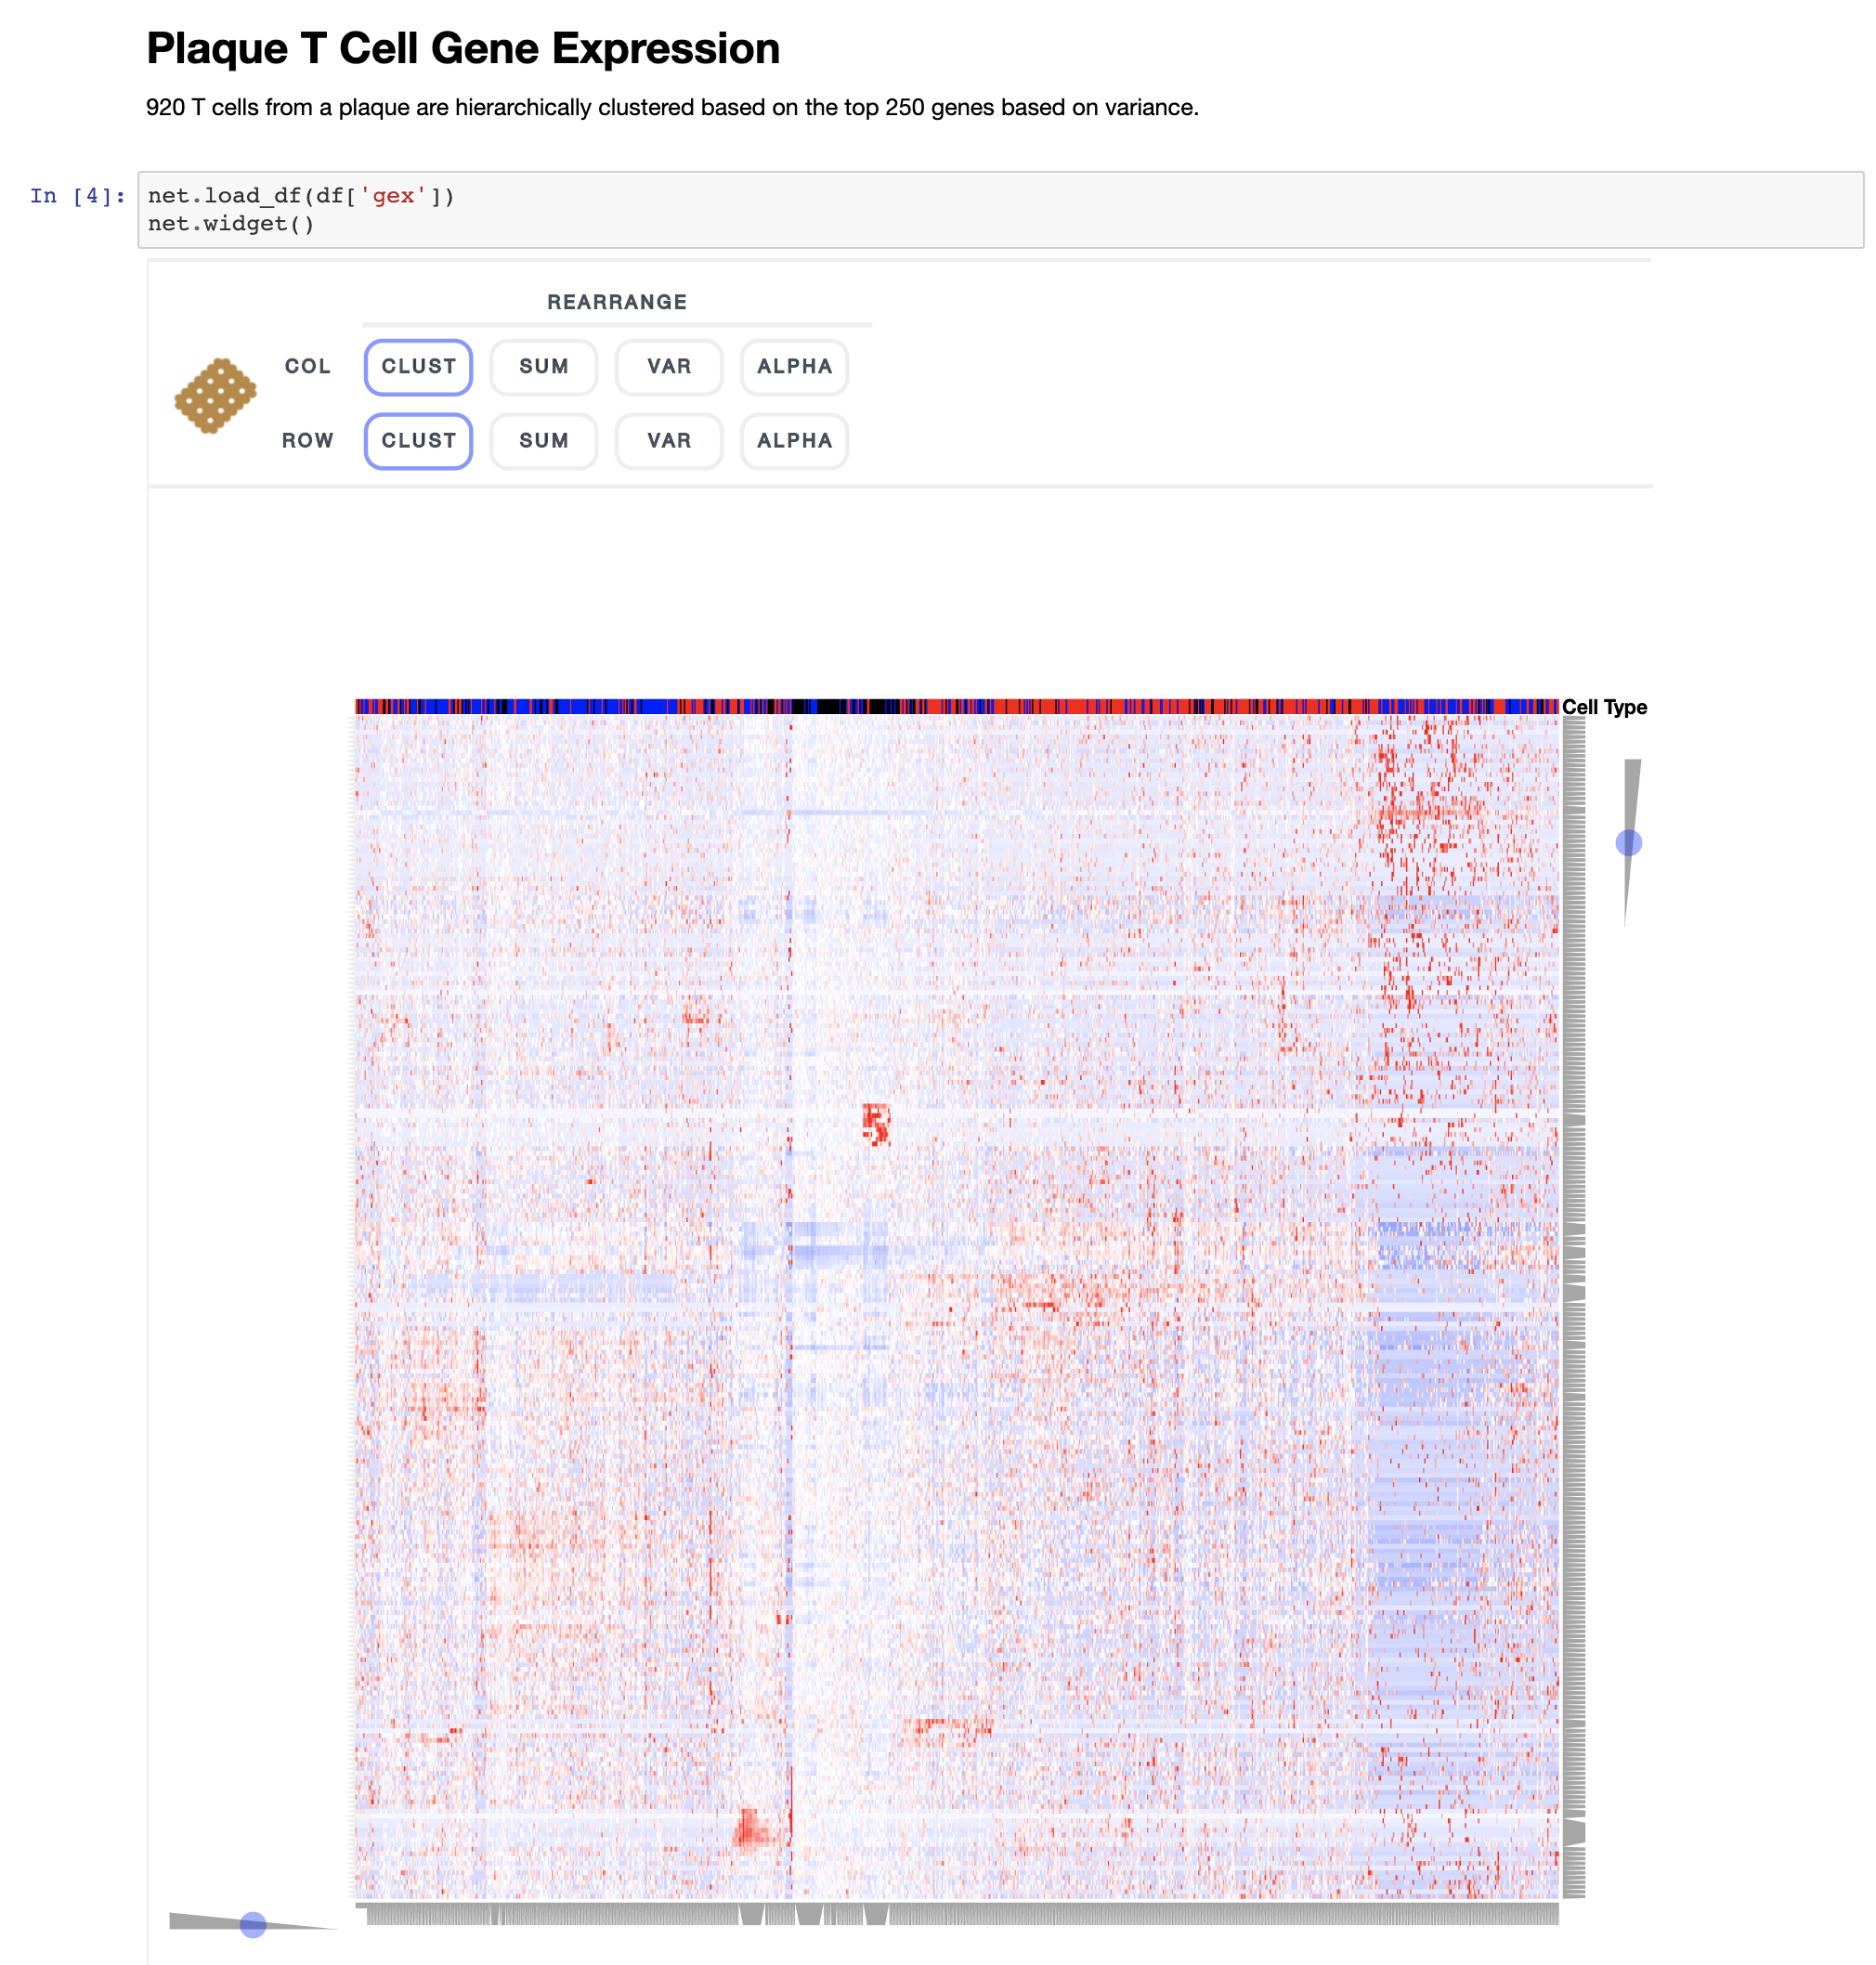 Plaque T Cell Gene Expression
920 T cells from a plaque are hierarchically clustered based on the top 250 genes based on variance.
In [4]: net.load_df(df['gex'])
net.widget()
REARRANGE
COL CLUST SUM VAR ALPHA
ROW CLUST SUM VAR ALPHA
Cell Type